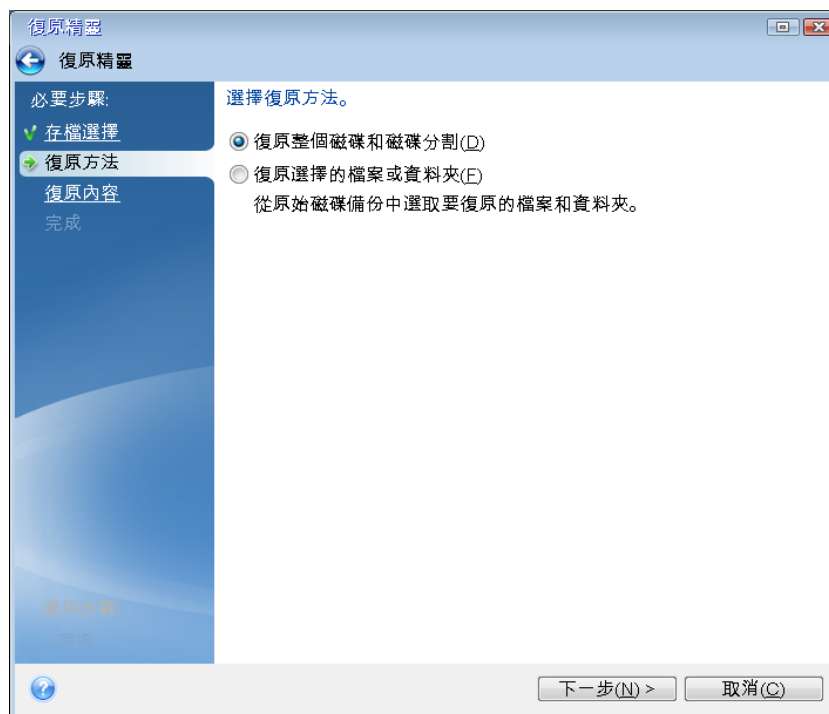 復原精靈
復原精靈
必要步驟:
存檔選擇
復原方法
復原內容
完成
選擇復原方法。
復原整個磁碟和磁碟分割(D)
復原選擇的檔案或資料夾(F)
從原始磁碟備份中選取要復原的檔案和資料夾。
下一步(N) >
取消(C)